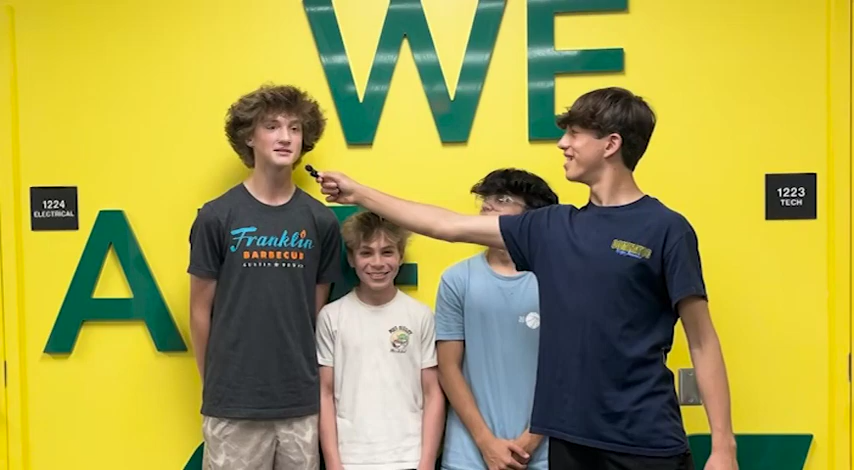 WE
1224
ELECTRICAL
1223
TECH
A
Franklin
BARBECUE
AUSTIN